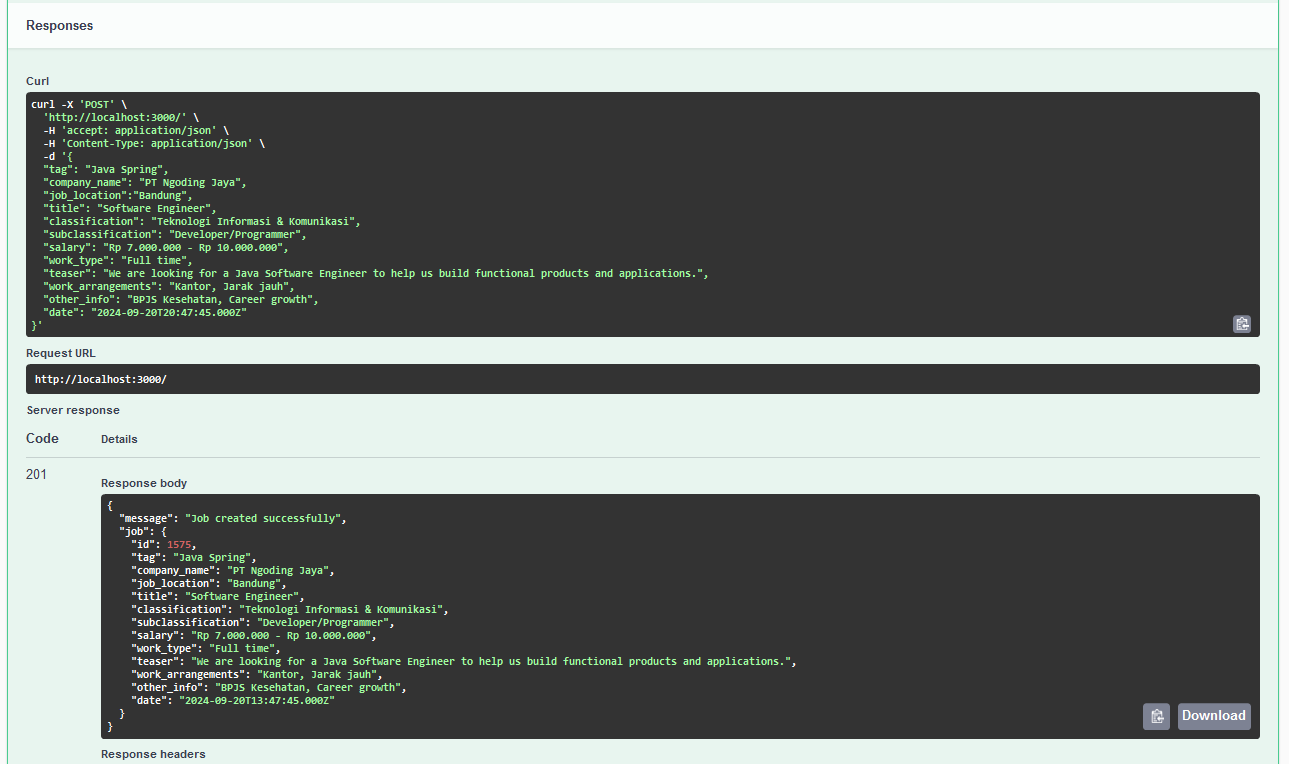 Responses
Curl
curl -X 'POST' \
  'http://localhost:3000/' \
  -H 'accept: application/json' \
  -H 'Content-Type: application/json' \
  -d '{
  "tag": "Java Spring",
  "company_name": "PT Ngoding Jaya",
  "job_location":"Bandung",
  "title": "Software Engineer",
  "classification": "Teknologi Informasi & Komunikasi",
  "subclassification": "Developer/Programmer",
  "salary": "Rp 7.000.000 - Rp 10.000.000",
  "work_type": "Full time",
  "teaser": "We are looking for a Java Software Engineer to help us build functional products and applications.",
  "work_arrangements": "Kantor, Jarak jauh",
  "other_info": "BPJS Kesehatan, Career growth",
  "date": "2024-09-20T20:47:45.000Z"
}'
Request URL
http://localhost:3000/
Server response
Code Details
201
Response body
{
  "message": "Job created successfully",
  "job": {
    "id": 1575,
    "tag": "Java Spring",
    "company_name": "PT Ngoding Jaya",
    "job_location": "Bandung",
    "title": "Software Engineer",
    "classification": "Teknologi Informasi & Komunikasi",
    "subclassification": "Developer/Programmer",
    "salary": "Rp 7.000.000 - Rp 10.000.000",
    "work_type": "Full time",
    "teaser": "We are looking for a Java Software Engineer to help us build functional products and applications.",
    "work_arrangements": "Kantor, Jarak jauh",
    "other_info": "BPJS Kesehatan, Career growth",
    "date": "2024-09-20T13:47:45.000Z"
  }
}
Download
Response headers